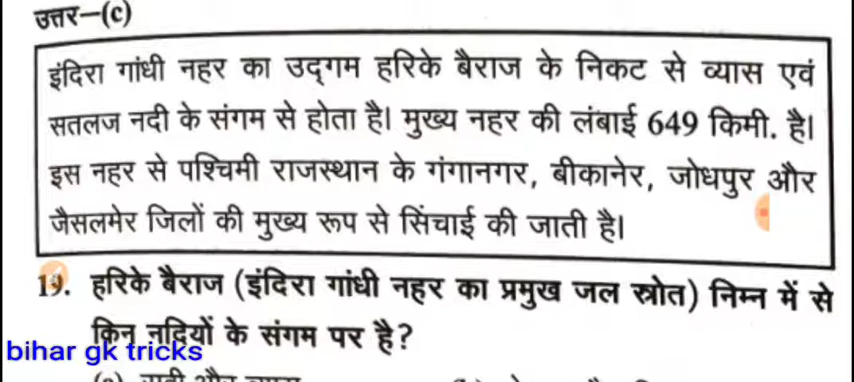 उत्तर–(c)
इंदिरा गांधी नहर का उद्गम हरिके बैराज के निकट से व्यास एवं
सतलज नदी के संगम से होता है। मुख्य नहर की लंबाई 649 किमी. है।
इस नहर से पश्चिमी राजस्थान के गंगानगर, बीकानेर, जोधपुर और
जैसलमेर जिलों की मुख्य रूप से सिंचाई की जाती है।
19. हरिके बैराज (इंदिरा गांधी नहर का प्रमुख जल स्रोत) निम्न में से
किन नदियों के संगम पर है?
bihar gk tricks